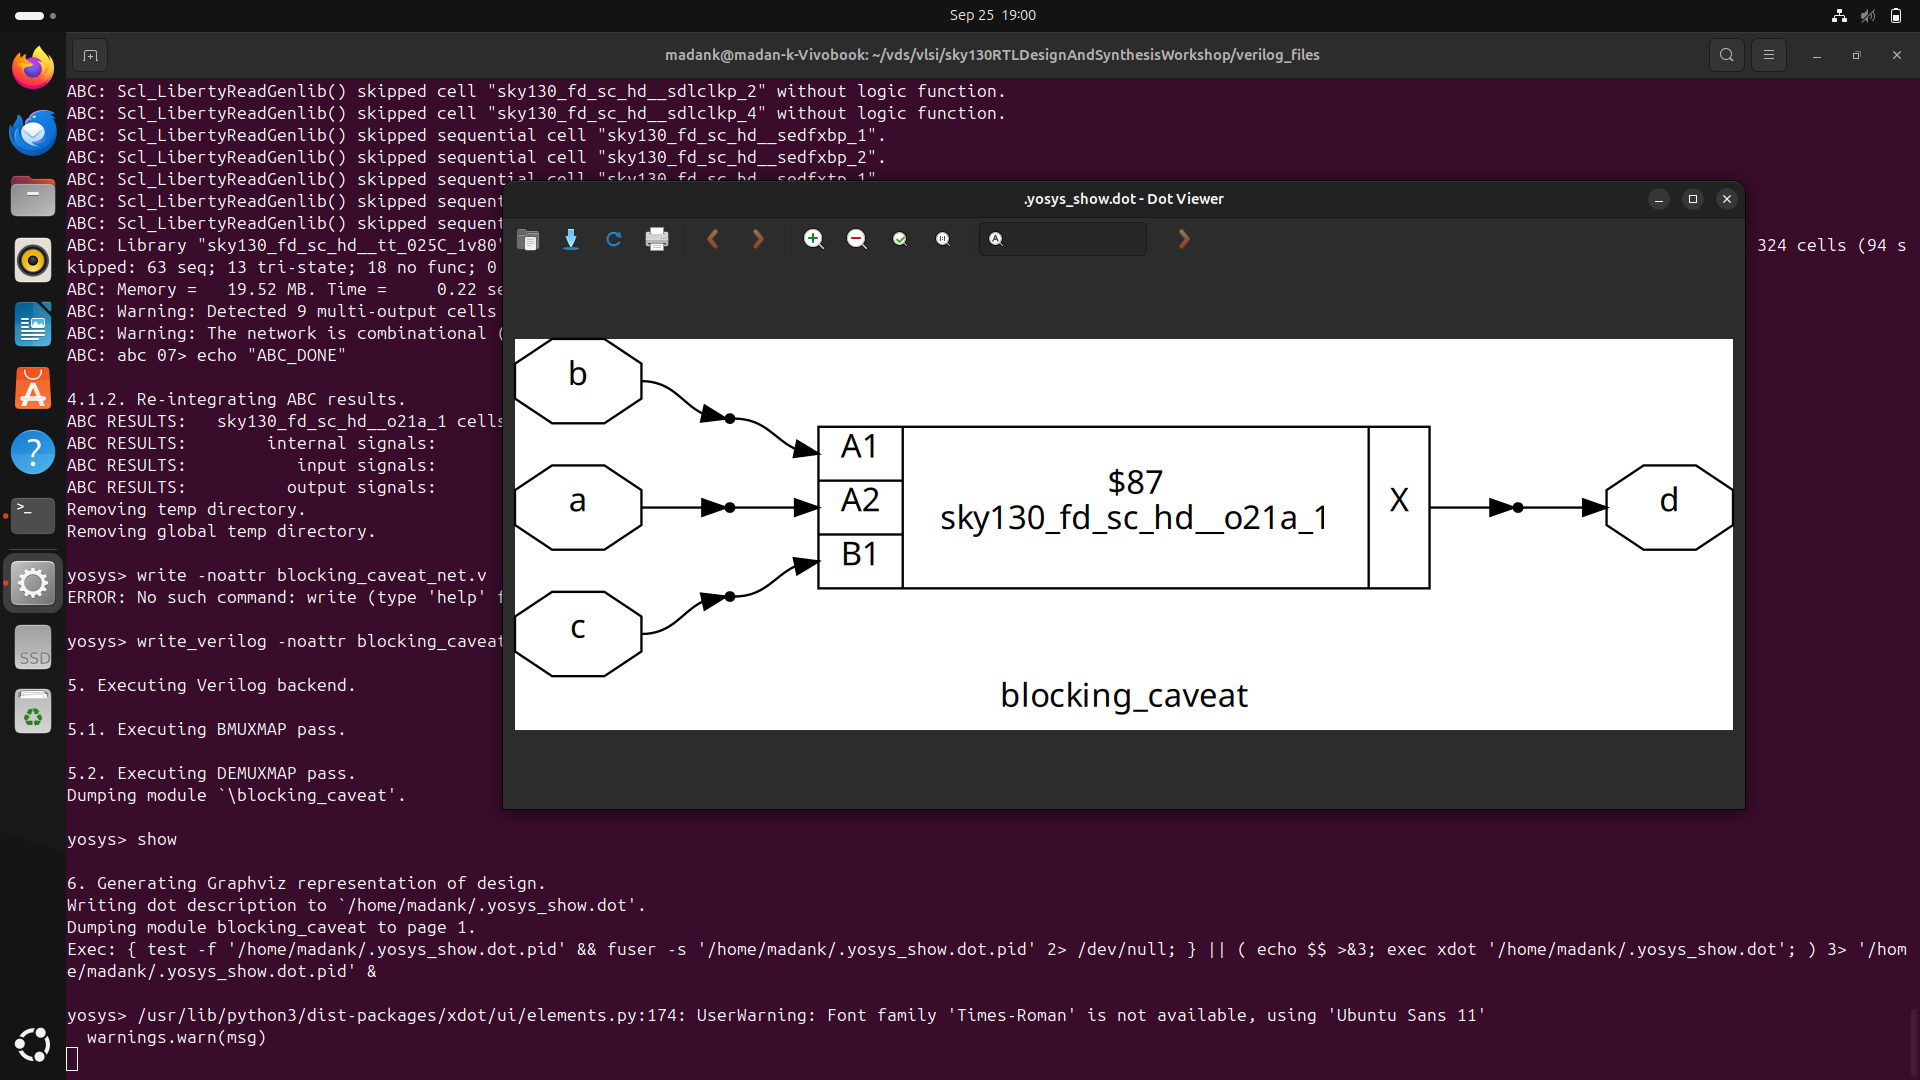 Sep 25 19:00
madank@madan-k-Vivobook: ~/vds/vlsi/sky130RTLDesignAndSynthesisWorkshop/verilog_files
ABC: Scl_LibertyReadGenlib() skipped cell "sky130_fd_sc_hd__sdlclkp_2" without logic function.
ABC: Scl_LibertyReadGenlib() skipped cell "sky130_fd_sc_hd__sdlclkp_4" without logic function.
ABC: Scl_LibertyReadGenlib() skipped sequential cell "sky130_fd_sc_hd__sedfxbp_1".
ABC: Scl_LibertyReadGenlib() skipped sequential cell "sky130_fd_sc_hd__sedfxbp_2".
ABC: Scl_LibertyReadGenlib() skipped sequential cell "sky130_fd_sc_hd__sedfxtp_1".
ABC: Scl_LibertyReadGenlib() skipped sequent
ABC: Scl_LibertyReadGenlib() skipped sequent
ABC: Library "sky130_fd_sc_hd__tt_025C_1v80" 324 cells (94 s
kipped: 63 seq; 13 tri-state; 18 no func; 0
ABC: Memory = 19.52 MB. Time = 0.22 se
ABC: Warning: Detected 9 multi-output cells
ABC: Warning: The network is combinational (
ABC: abc 07> echo "ABC_DONE"
4.1.2. Re-integrating ABC results.
ABC RESULTS: sky130_fd_sc_hd__o21a_1 cells
ABC RESULTS: internal signals:
ABC RESULTS: input signals:
ABC RESULTS: output signals:
Removing temp directory.
Removing global temp directory.
yosys> write -noattr blocking_caveat_net.v
ERROR: No such command: write (type 'help' f
yosys> write_verilog -noattr blocking_caveat
5. Executing Verilog backend.
5.1. Executing BMUXMAP pass.
5.2. Executing DEMUXMAP pass.
Dumping module `\blocking_caveat'.
yosys> show
6. Generating Graphviz representation of design.
Writing dot description to `/home/madank/.yosys_show.dot'.
Dumping module blocking_caveat to page 1.
Exec: { test -f '/home/madank/.yosys_show.dot.pid' && fuser -s '/home/madank/.yosys_show.dot.pid' 2> /dev/null; } || ( echo $$ >&3; exec xdot '/home/madank/.yosys_show.dot'; ) 3> '/hom
e/madank/.yosys_show.dot.pid' &
yosys> /usr/lib/python3/dist-packages/xdot/ui/elements.py:174: UserWarning: Font family 'Times-Roman' is not available, using 'Ubuntu Sans 11'
warnings.warn(msg)
.yosys_show.dot - Dot Viewer
b
a
c
A1
A2
B1
$87
sky130_fd_sc_hd__o21a_1
X
d
blocking_caveat
SSD